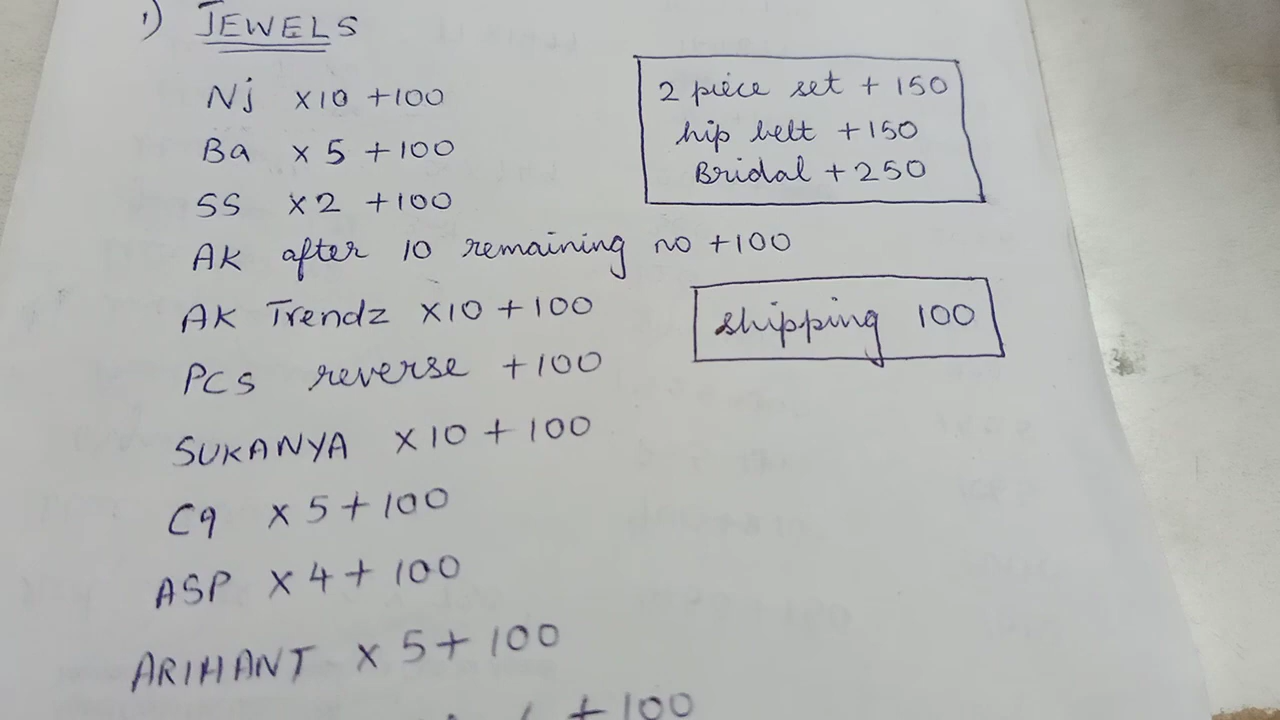 1) JEWELS
Nj x10 +100
Ba x 5 +100
SS x2 +100
AK after 10 remaining no +100
AK Trendz x10 +100
PCS reverse +100
SUKANYA x10 + 100
C9 x 5 + 100
ASP x 4 + 100
ARIHANT x 5 + 100
+ 100
2 piece set + 150
hip belt +150
Bridal + 250
shipping 100